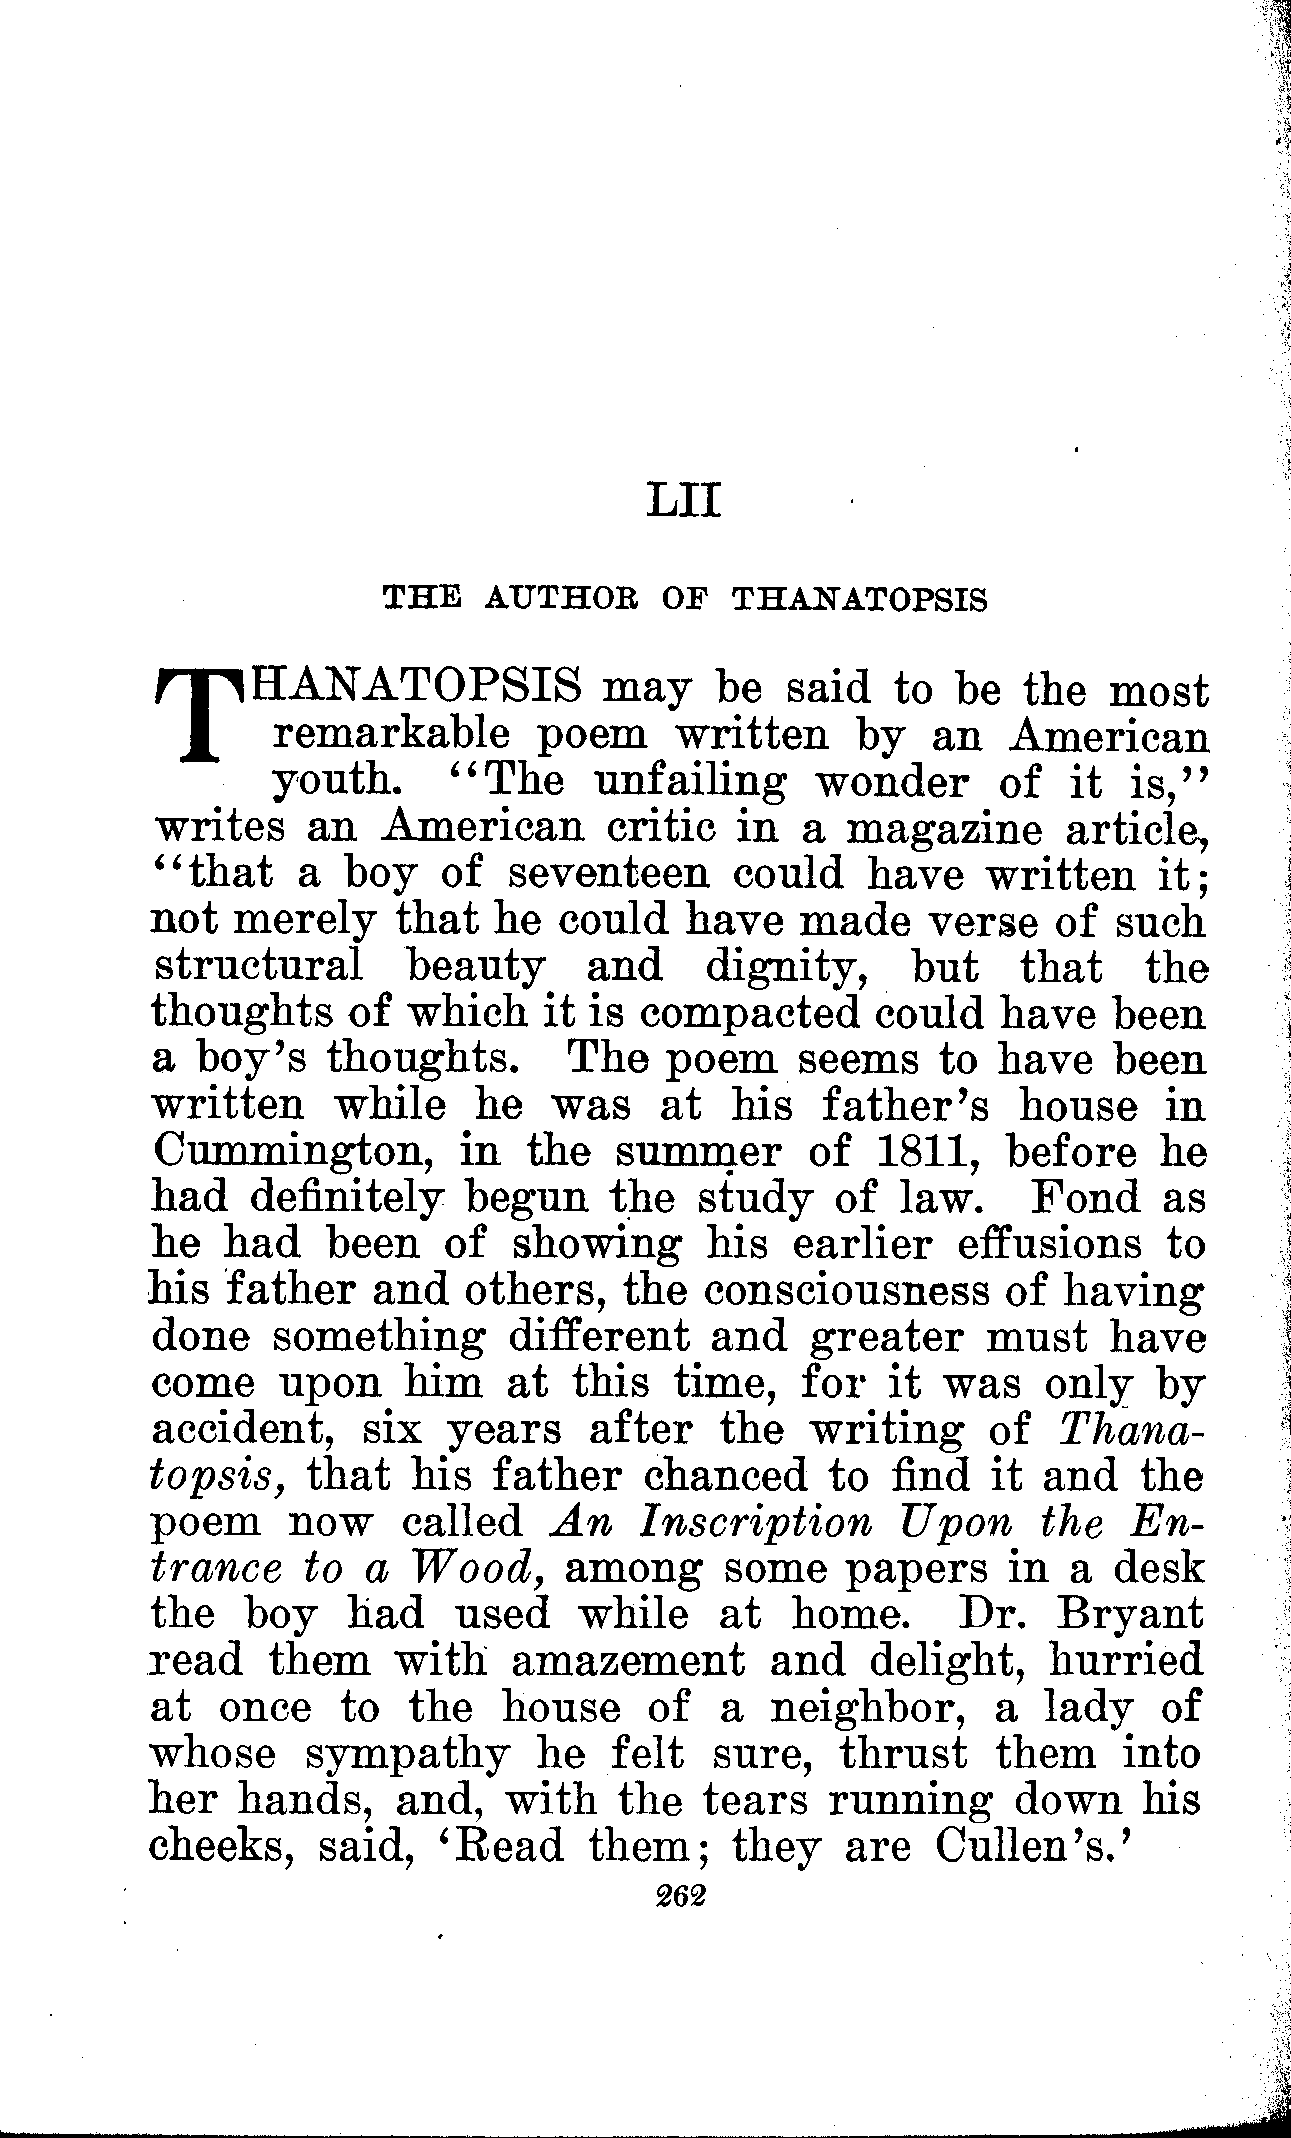 LII
THE AUTHOR OF THANATOPSIS
THANATOPSIS may be said to be the most
remarkable poem written by an American
youth. “The unfailing wonder of it is,”
writes an American critic in a magazine article,
“that a boy of seventeen could have written it;
not merely that he could have made verse of such
structural beauty and dignity, but that the
thoughts of which it is compacted could have been
a boy’s thoughts. The poem seems to have been
written while he was at his father’s house in
Cummington, in the summer of 1811, before he
had definitely begun the study of law. Fond as
he had been of showing his earlier effusions to
his father and others, the consciousness of having
done something different and greater must have
come upon him at this time, for it was only by
accident, six years after the writing of Thana-
topsis, that his father chanced to find it and the
poem now called An Inscription Upon the En-
trance to a Wood, among some papers in a desk
the boy had used while at home. Dr. Bryant
read them with amazement and delight, hurried
at once to the house of a neighbor, a lady of
whose sympathy he felt sure, thrust them into
her hands, and, with the tears running down his
cheeks, said, ‘Read them; they are Cullen’s.’
262